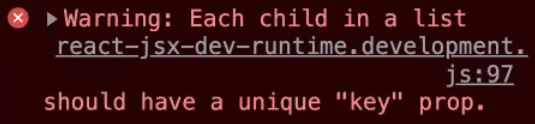 Warning: Each child in a list
react-jsx-dev-runtime.development.
js:97
should have a unique "key" prop.